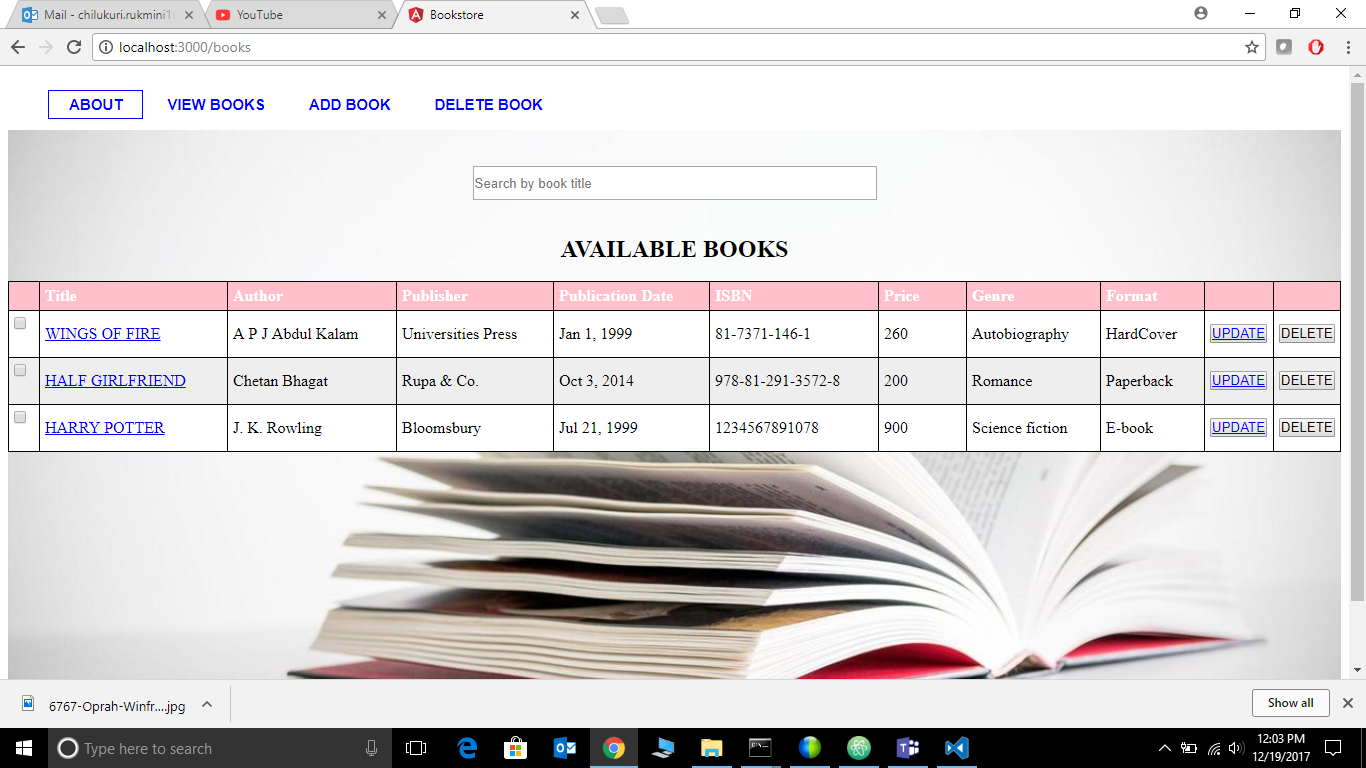 Mail - chilukuri.rukmini16 YouTube Bookstore
localhost:3000/books
ABOUT VIEW BOOKS ADD BOOK DELETE BOOK
Search by book title
AVAILABLE BOOKS
Title Author Publisher Publication Date ISBN Price Genre Format
WINGS OF FIRE A P J Abdul Kalam Universities Press Jan 1, 1999 81-7371-146-1 260 Autobiography HardCover UPDATE DELETE
HALF GIRLFRIEND Chetan Bhagat Rupa & Co. Oct 3, 2014 978-81-291-3572-8 200 Romance Paperback UPDATE DELETE
HARRY POTTER J. K. Rowling Bloomsbury Jul 21, 1999 1234567891078 900 Science fiction E-book UPDATE DELETE
6767-Oprah-Winfr....jpg Show all
Type here to search 12:03 PM
12/19/2017